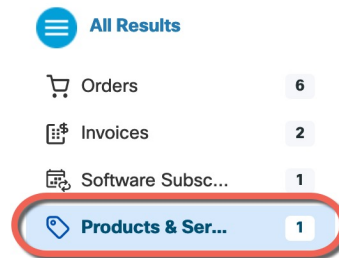 All Results
Orders 6
Invoices 2
Software Subsc... 1
Products & Ser... 1